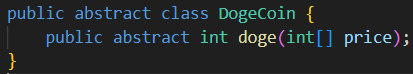 public abstract class DogeCoin {
    public abstract int doge(int[] price);
}